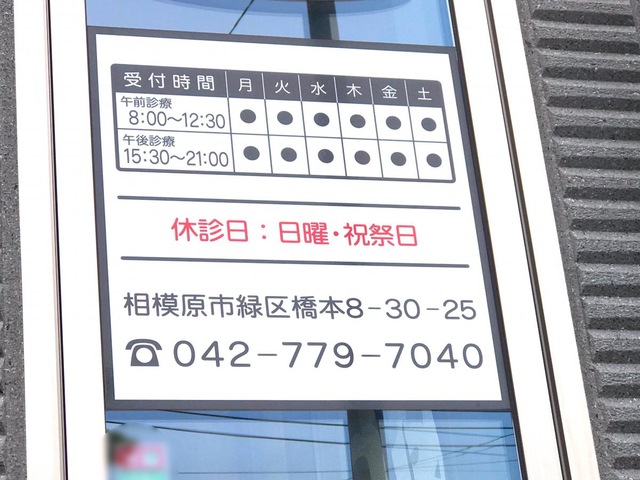 受付時間 月 火 水 木 金 土
午前診療
8:00〜12:30 ● ● ● ● ● ●
午後診療
15:30〜21:00 ● ● ● ● ● ●
休診日：日曜・祝祭日
相模原市緑区橋本8-30-25
☎042-779-7040